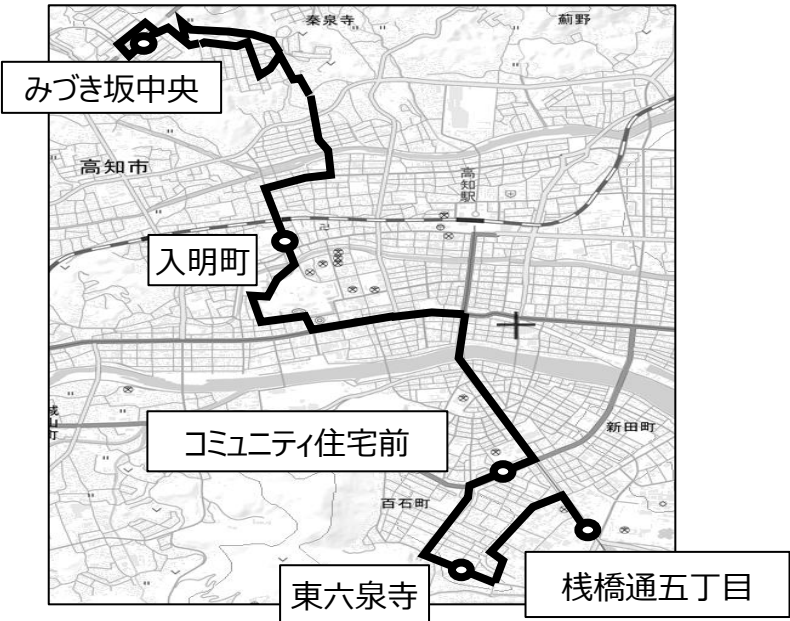 秦泉寺
薊野
みづき坂中央
高知市
高知駅
入明町
コミュニティ住宅前
新田町
百石町
東六泉寺
桟橋通五丁目